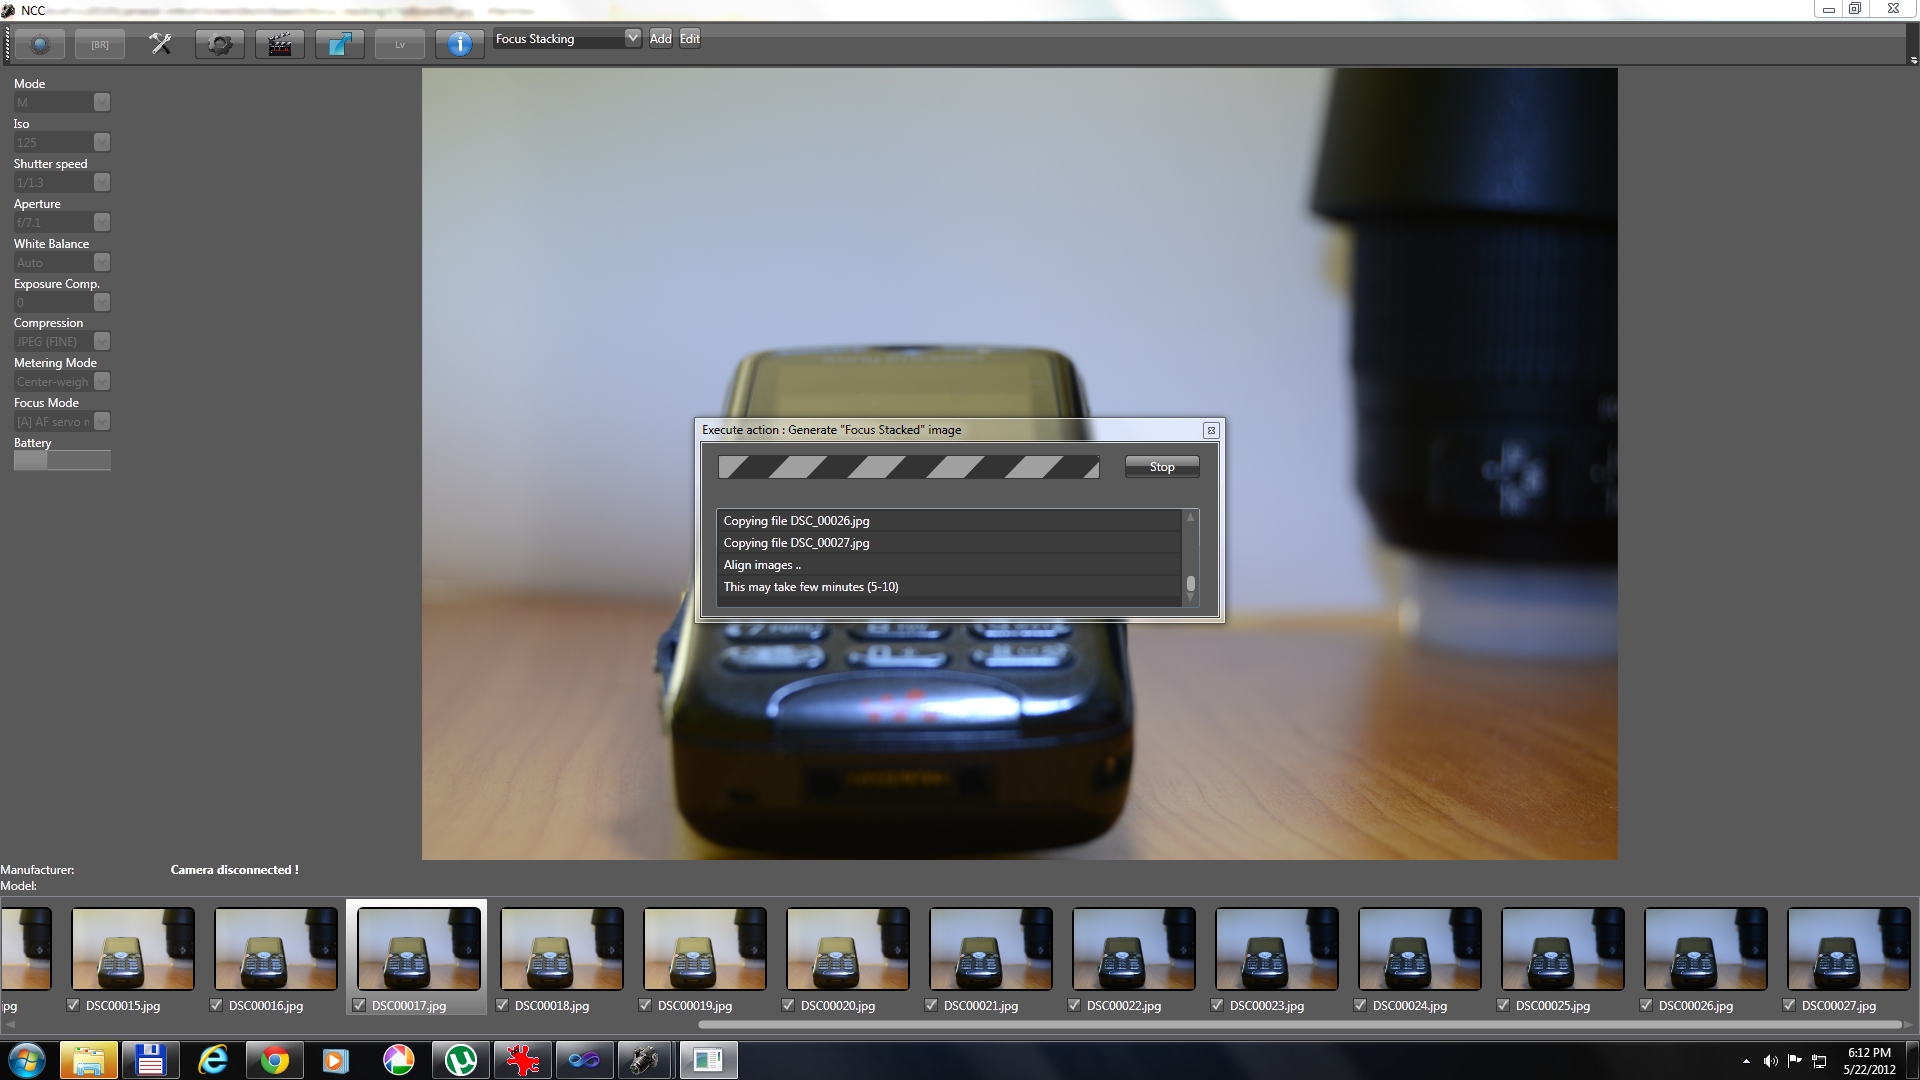 NCC
[BR]
Lv
Focus Stacking
Add
Edit
Mode
M
Iso
125
Shutter speed
1/1.3
Aperture
f/7.1
White Balance
Auto
Exposure Comp.
0
Compression
JPEG (FINE)
Metering Mode
Center-weigh
Focus Mode
[A] AF servo
Battery
Execute action : Generate "Focus Stacked" image
Stop
Copying file DSC_00026.jpg
Copying file DSC_00027.jpg
Align images ..
This may take few minutes (5-10)
Manufacturer:
Camera disconnected !
Model:
jpg
DSC00015.jpg
DSC00016.jpg
DSC00017.jpg
DSC00018.jpg
DSC00019.jpg
DSC00020.jpg
DSC00021.jpg
DSC00022.jpg
DSC00023.jpg
DSC00024.jpg
DSC00025.jpg
DSC00026.jpg
DSC00027.jpg
6:12 PM
5/22/2012